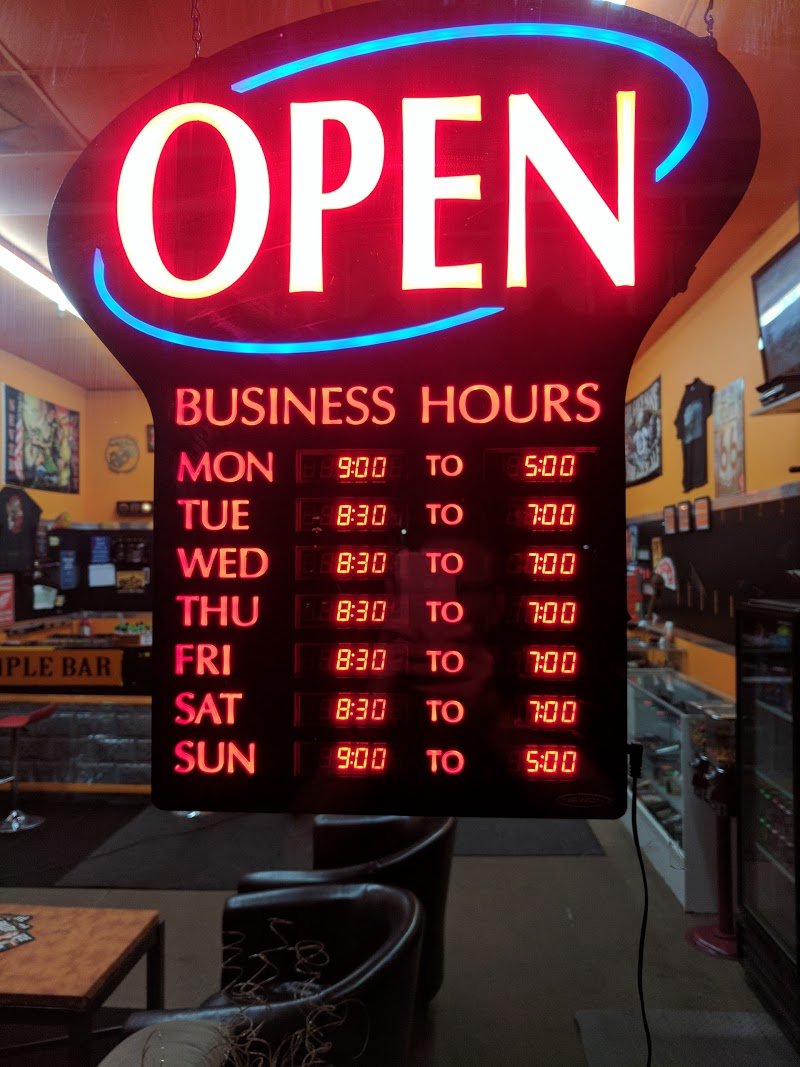 OPEN
BUSINESS HOURS
MON 9:00 TO 5:00
TUE 8:30 TO 7:00
WED 8:30 TO 7:00
THU 8:30 TO 7:00
FRI 8:30 TO 7:00
SAT 8:30 TO 7:00
SUN 9:00 TO 5:00
MPLE BAR